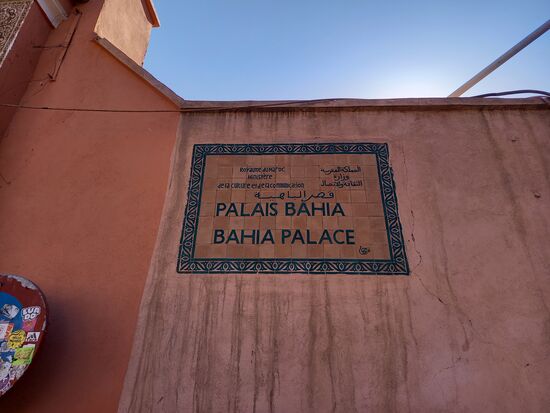 Royaume du Maroc
Ministère
de la culture et de la communication
المملكة المغربية
وزارة
الثقافة والاتصال
قصر الباهية
PALAIS BAHIA
BAHIA PALACE